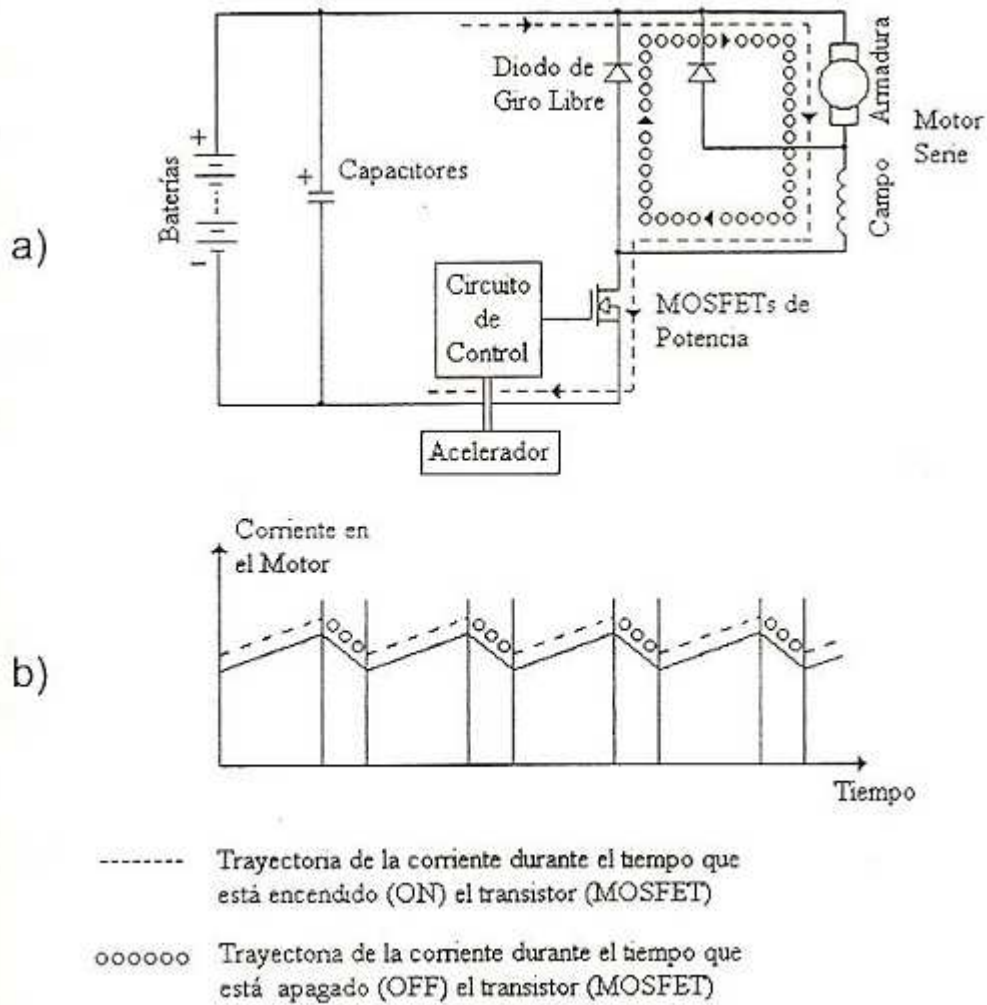 a)
Baterías
+
-
+
Capacitores
Diodo de
Giro Libre
Armadura
Campo
Motor
Serie
Circuito
de
Control
MOSFETs de
Potencia
Acelerador
b)
Corriente en
el Motor
Tiempo
Trayectoria de la corriente durante el tiempo que
está encendido (ON) el transistor (MOSFET)
Trayectoria de la corriente durante el tiempo que
está apagado (OFF) el transistor (MOSFET)